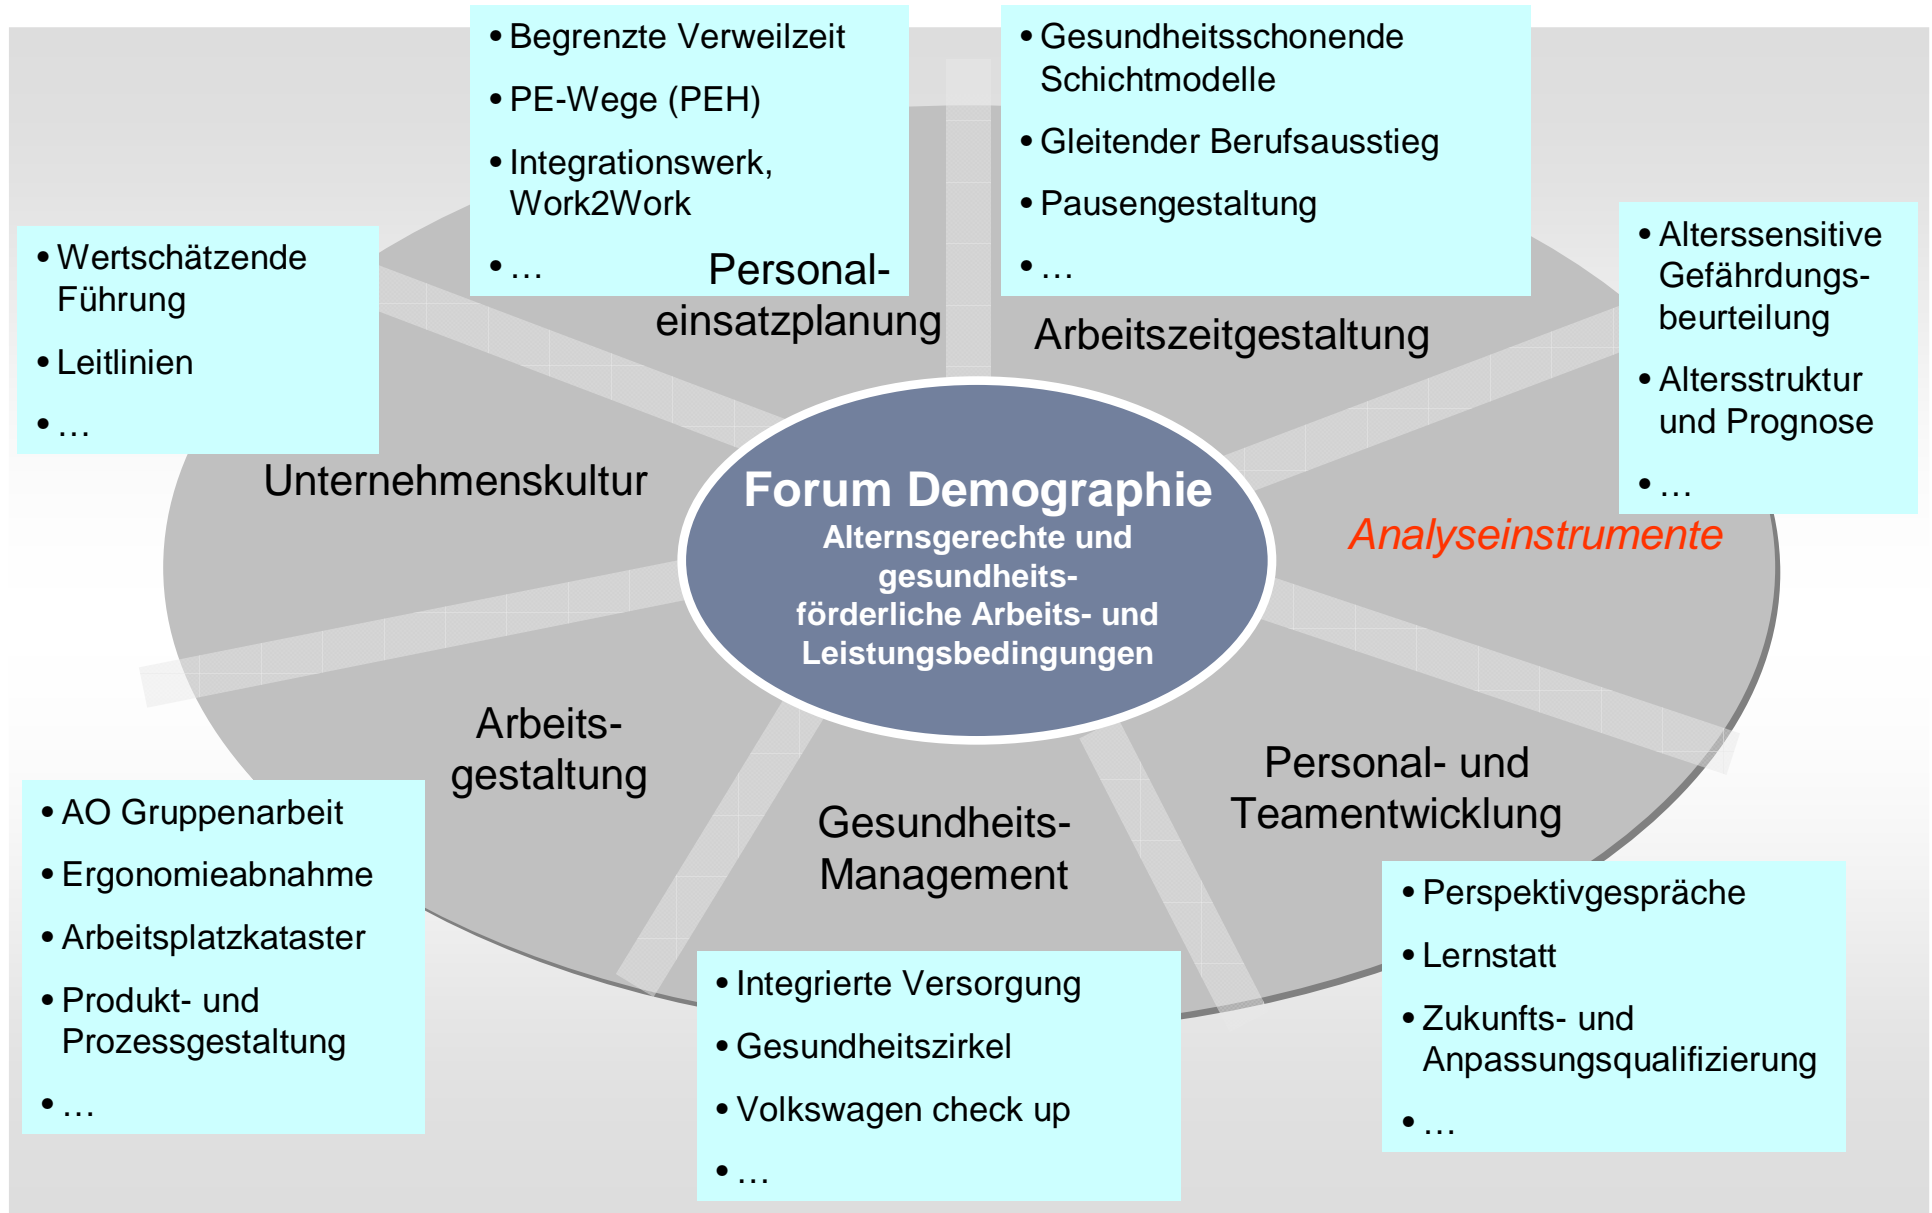 • Begrenzte Verweilzeit
• PE-Wege (PEH)
• Integrationswerk,
Work2Work
• …
Personal-
einsatzplanung
• Gesundheitsschonende
Schichtmodelle
• Gleitender Berufsausstieg
• Pausengestaltung
• …
Arbeitszeitgestaltung
• Alterssensitive
Gefährdungs-
beurteilung
• Altersstruktur
und Prognose
• …
Analyseinstrumente
• Wertschätzende
Führung
• Leitlinien
• …
Unternehmenskultur
Forum Demographie
Alternsgerechte und
gesundheits-
förderliche Arbeits- und
Leistungsbedingungen
Arbeits-
gestaltung
• AO Gruppenarbeit
• Ergonomieabnahme
• Arbeitsplatzkataster
• Produkt- und
Prozessgestaltung
• …
Gesundheits-
Management
• Integrierte Versorgung
• Gesundheitszirkel
• Volkswagen check up
• …
Personal- und
Teamentwicklung
• Perspektivgespräche
• Lernstatt
• Zukunfts- und
Anpassungsqualifizierung
• …